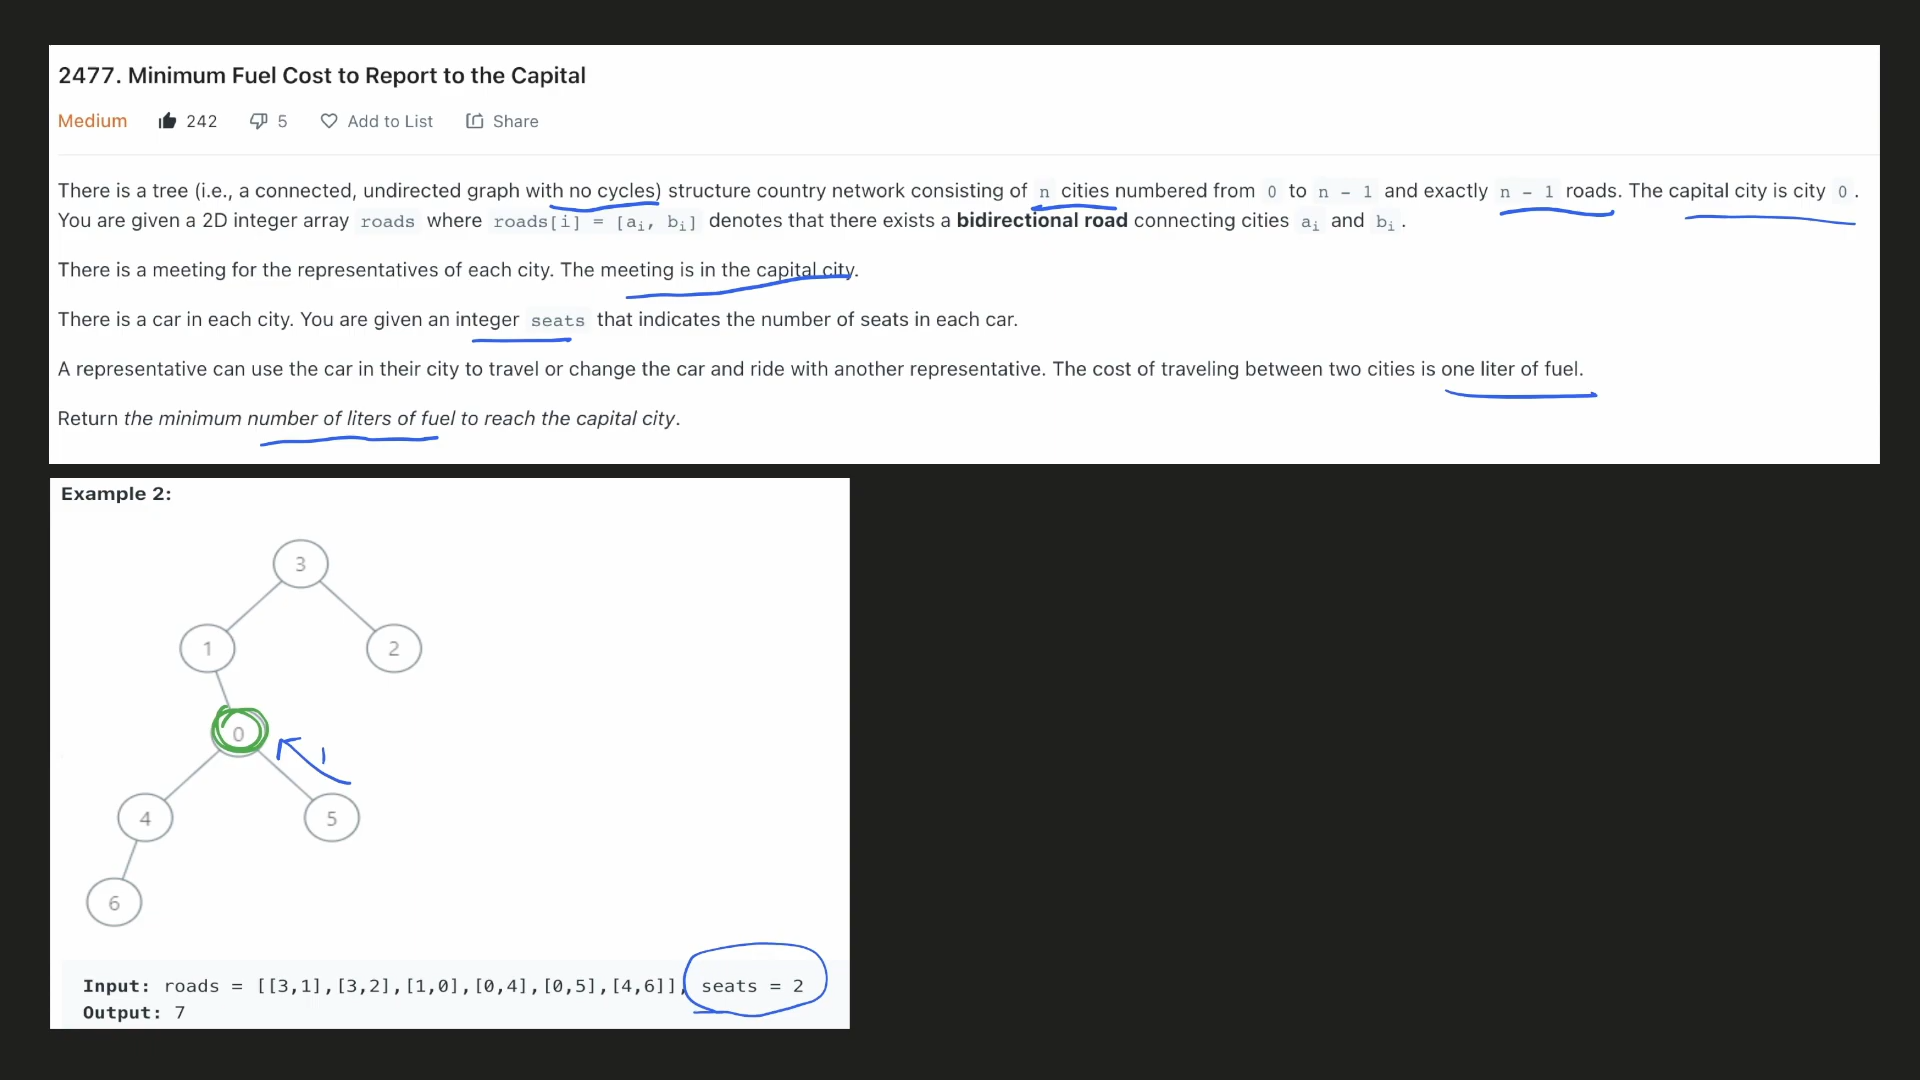 2477. Minimum Fuel Cost to Report to the Capital
Medium 242 5 Add to List Share
There is a tree (i.e., a connected, undirected graph with no cycles) structure country network consisting of n cities numbered from 0 to n - 1 and exactly n - 1 roads. The capital city is city 0 .
You are given a 2D integer array roads where roads[i] = [ai, bi] denotes that there exists a bidirectional road connecting cities ai and bi .
There is a meeting for the representatives of each city. The meeting is in the capital city.
There is a car in each city. You are given an integer seats that indicates the number of seats in each car.
A representative can use the car in their city to travel or change the car and ride with another representative. The cost of traveling between two cities is one liter of fuel.
Return the minimum number of liters of fuel to reach the capital city.
Example 2:
3
1 2
0
1
4 5
6
Input: roads = [[3,1],[3,2],[1,0],[0,4],[0,5],[4,6]], seats = 2
Output: 7